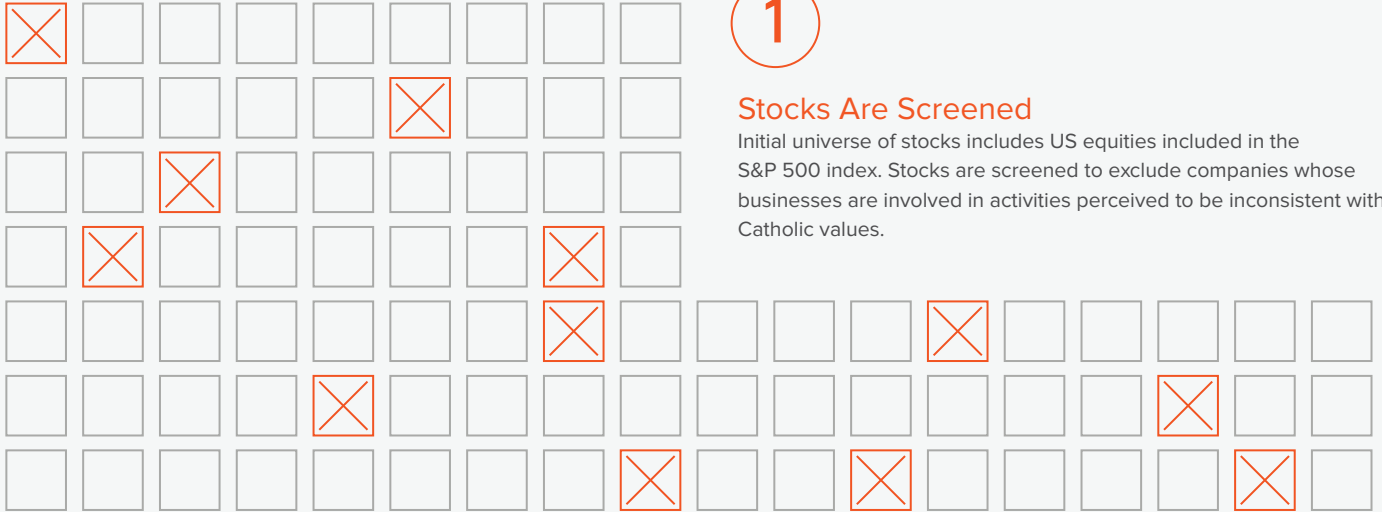 1
Stocks Are Screened
Initial universe of stocks includes US equities included in the
S&P 500 index. Stocks are screened to exclude companies whose
businesses are involved in activities perceived to be inconsistent with
Catholic values.